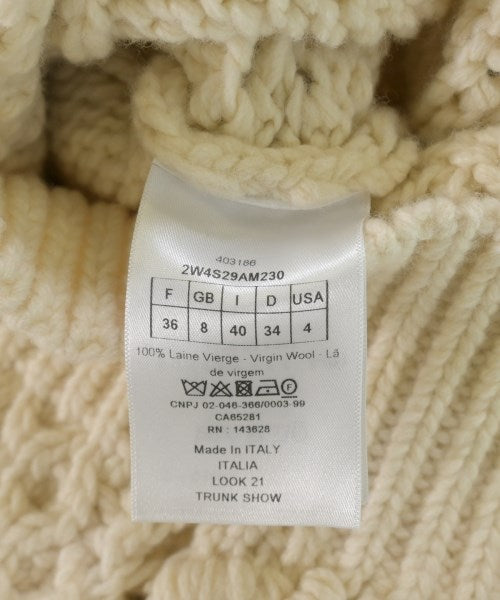 403186
2W4S29AM230
F GB I D USA
36 8 40 34 4
100% Laine Vierge - Virgin Wool - Lã
de virgem
CNPJ 02-046-366/0003-99
CA65281
RN : 143628
Made In ITALY
ITALIA
LOOK 21
TRUNK SHOW